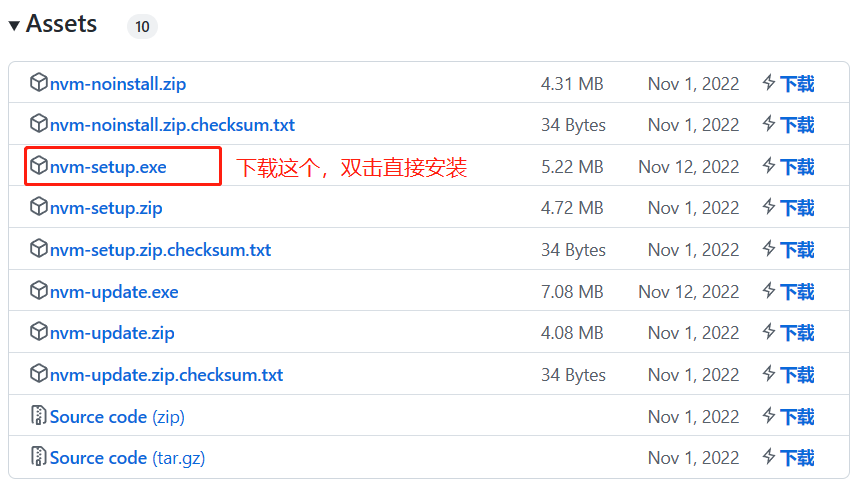 Assets 10
nvm-noinstall.zip 4.31 MB Nov 1, 2022 下载
nvm-noinstall.zip.checksum.txt 34 Bytes Nov 1, 2022 下载
nvm-setup.exe 下载这个，双击直接安装 5.22 MB Nov 12, 2022 下载
nvm-setup.zip 4.72 MB Nov 1, 2022 下载
nvm-setup.zip.checksum.txt 34 Bytes Nov 1, 2022 下载
nvm-update.exe 7.08 MB Nov 12, 2022 下载
nvm-update.zip 4.08 MB Nov 1, 2022 下载
nvm-update.zip.checksum.txt 34 Bytes Nov 1, 2022 下载
Source code (zip) Nov 1, 2022 下载
Source code (tar.gz) Nov 1, 2022 下载